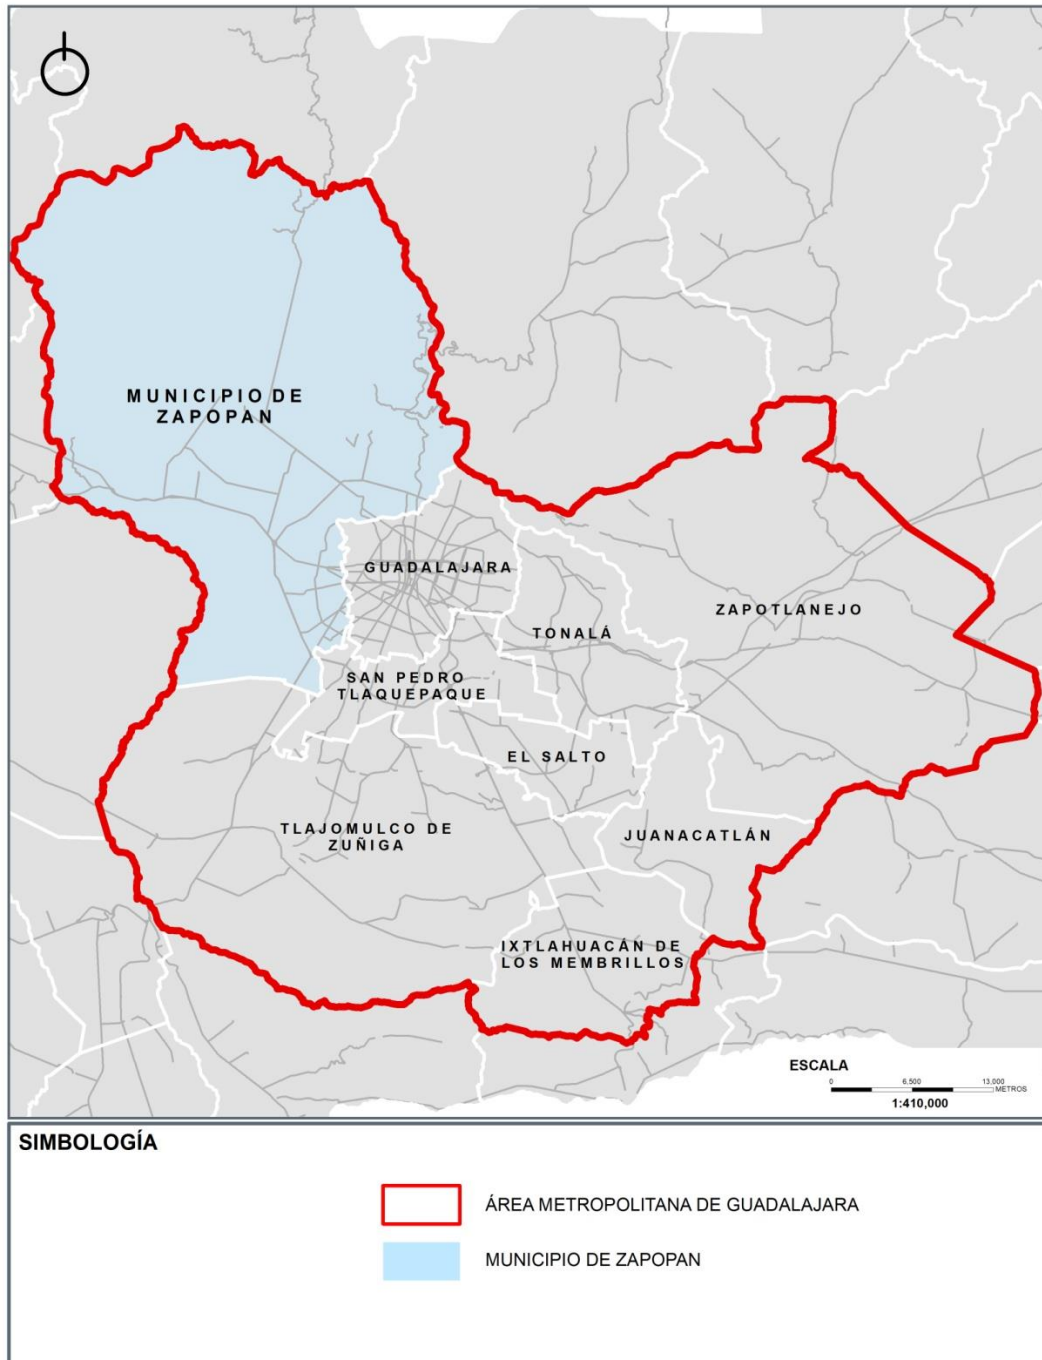 MUNICIPIO DE
ZAPOPAN
GUADALAJARA
ZAPOTLANEJO
TONALÁ
SAN PEDRO
TLAQUEPAQUE
EL SALTO
TLAJOMULCO DE
ZUÑIGA
JUANACATLÁN
IXTLAHUACÁN DE
LOS MEMBRILLOS
ESCALA
0 6,500 13,000
METROS
1:410,000
SIMBOLOGÍA
ÁREA METROPOLITANA DE GUADALAJARA
MUNICIPIO DE ZAPOPAN